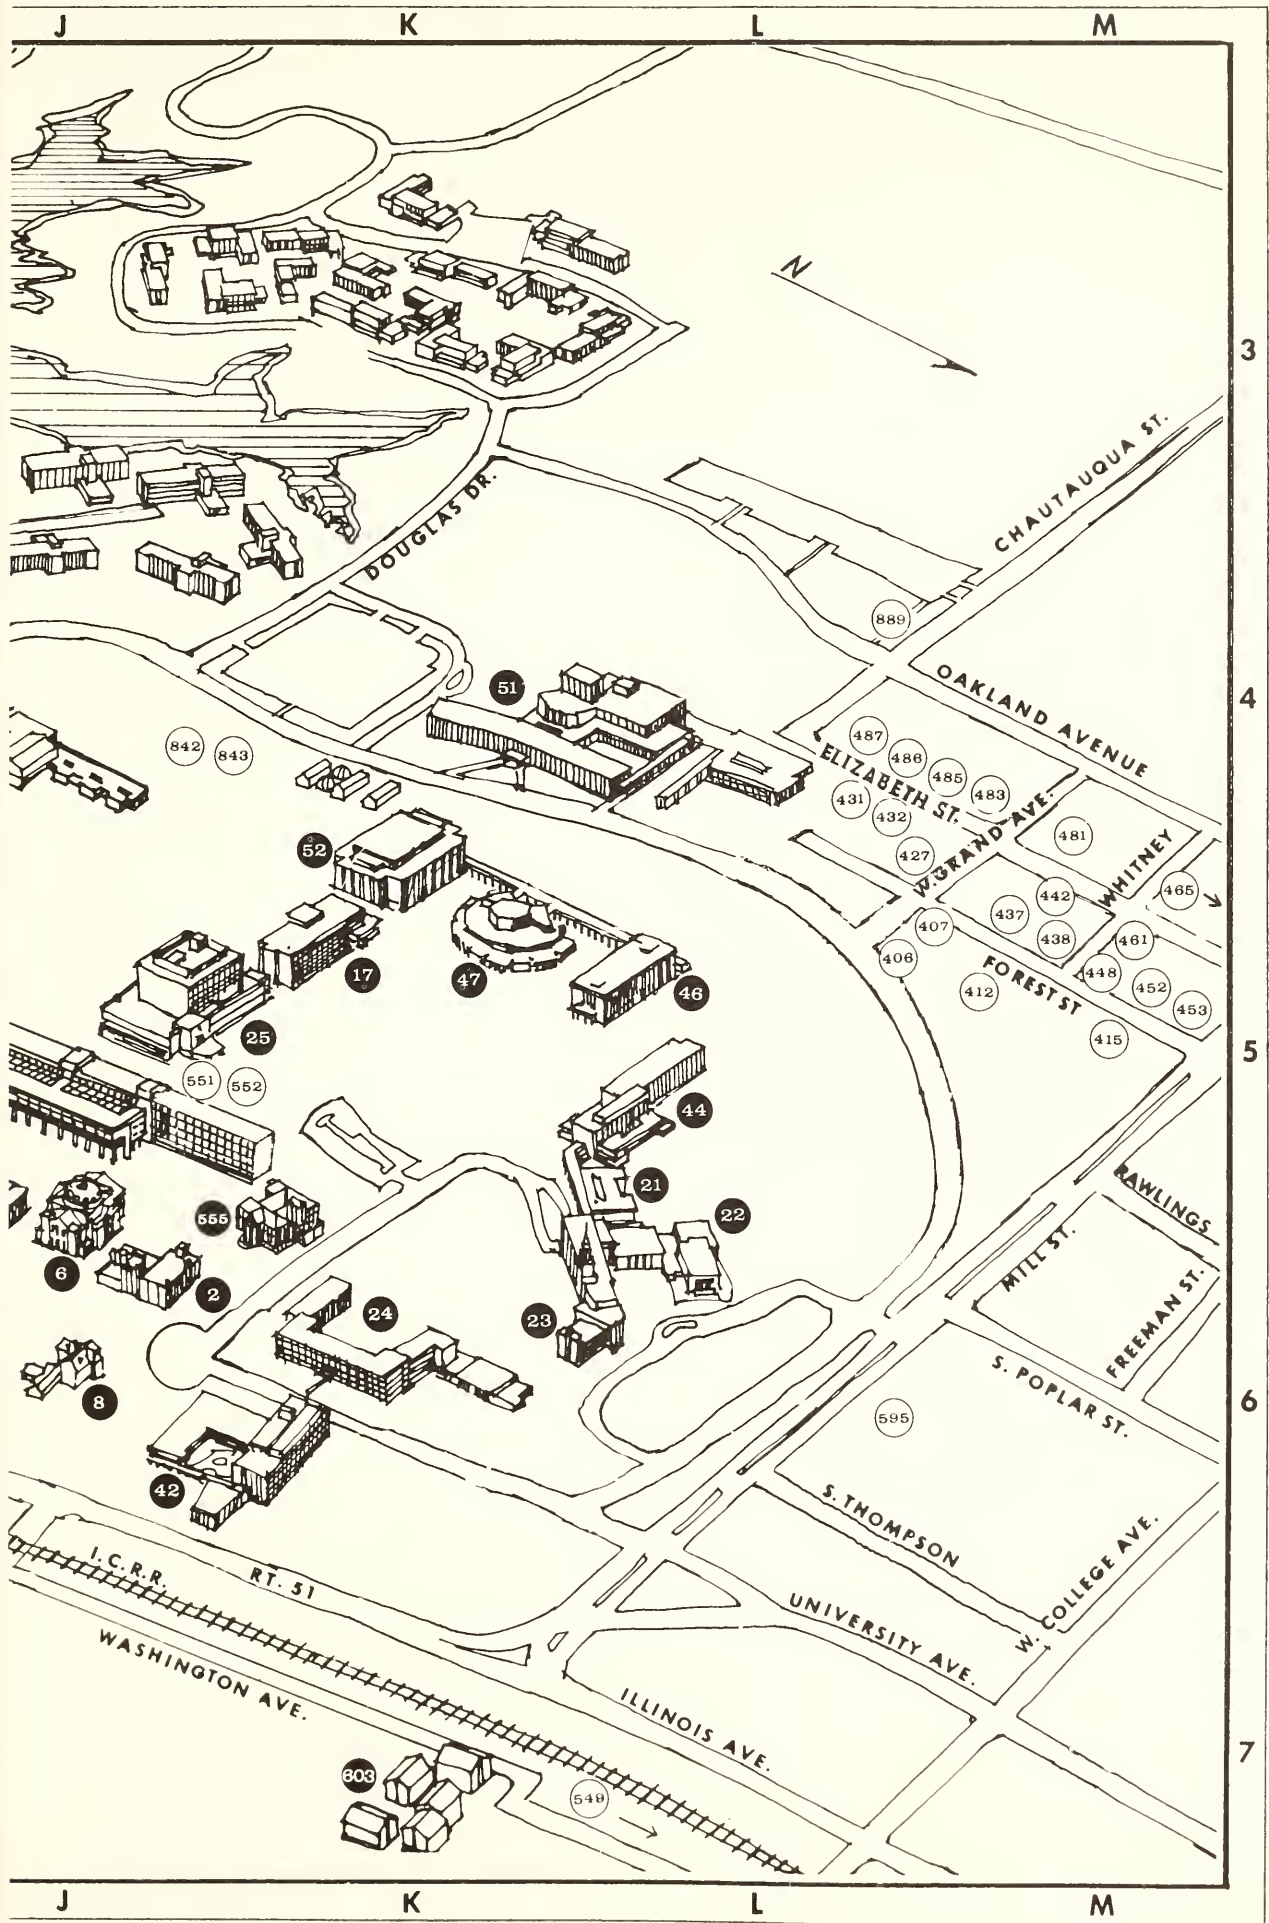 J K L M
N
3
CHAUTAUQUA ST.
DOUGLAS DR.
889
OAKLAND AVENUE
51
4
842 843
487
486
485
483
ELIZABETH ST.
431
432
481
52
427
W. GRAND AVE.
WHITNEY
465
442
437
407
438
461
17
47
46
406
448
412
FOREST ST
452
453
25
415
5
551
552
44
21
RAWLINGS
555
22
6
2
MILL ST.
24
23
FREEMAN ST.
S. POPLAR ST.
8
6
595
42
S. THOMPSON
W. COLLEGE AVE.
I.C.R.R.
RT. 51
UNIVERSITY AVE.
WASHINGTON AVE.
ILLINOIS AVE.
7
603
549
J K L M